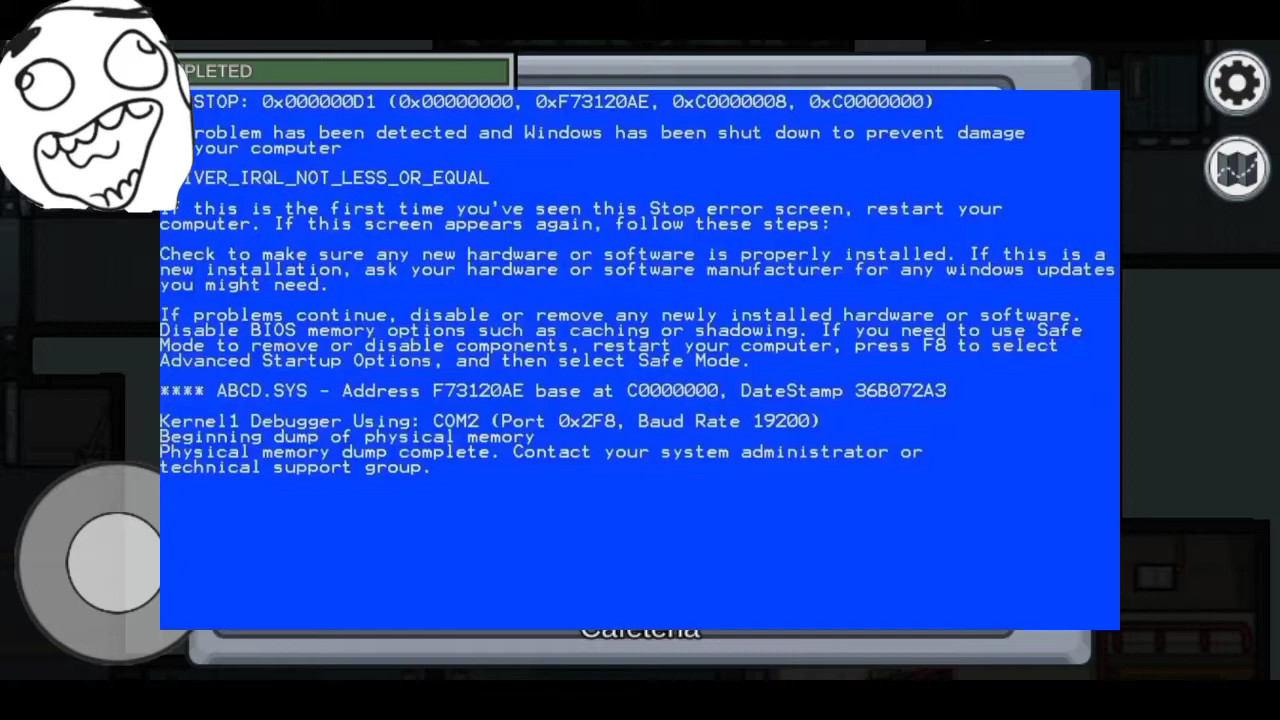 PLETED
STOP: 0x000000D1 (0x00000000, 0xF73120AE, 0xC0000008, 0xC0000000)
roblem has been detected and Windows has been shut down to prevent damage
your computer
IVER_IRQL_NOT_LESS_OR_EQUAL
If this is the first time you've seen this Stop error screen, restart your
computer. If this screen appears again, follow these steps:
Check to make sure any new hardware or software is properly installed. If this is a
new installation, ask your hardware or software manufacturer for any windows updates
you might need.
If problems continue, disable or remove any newly installed hardware or software.
Disable BIOS memory options such as caching or shadowing. If you need to use Safe
Mode to remove or disable components, restart your computer, press F8 to select
Advanced Startup Options, and then select Safe Mode.
**** ABCD.SYS - Address F73120AE base at C0000000, DateStamp 36B072A3
Kernel1 Debugger Using: COM2 (Port 0x2F8, Baud Rate 19200)
Beginning dump of physical memory
Physical memory dump complete. Contact your system administrator or
technical support group.
Cafeteria